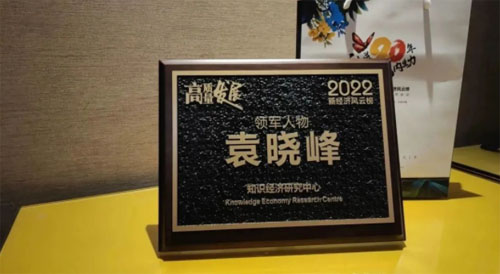 高质量发展
2022
新经济风云榜
领军人物
袁晓峰
知识经济研究中心
Knowledge Economy Research Centre